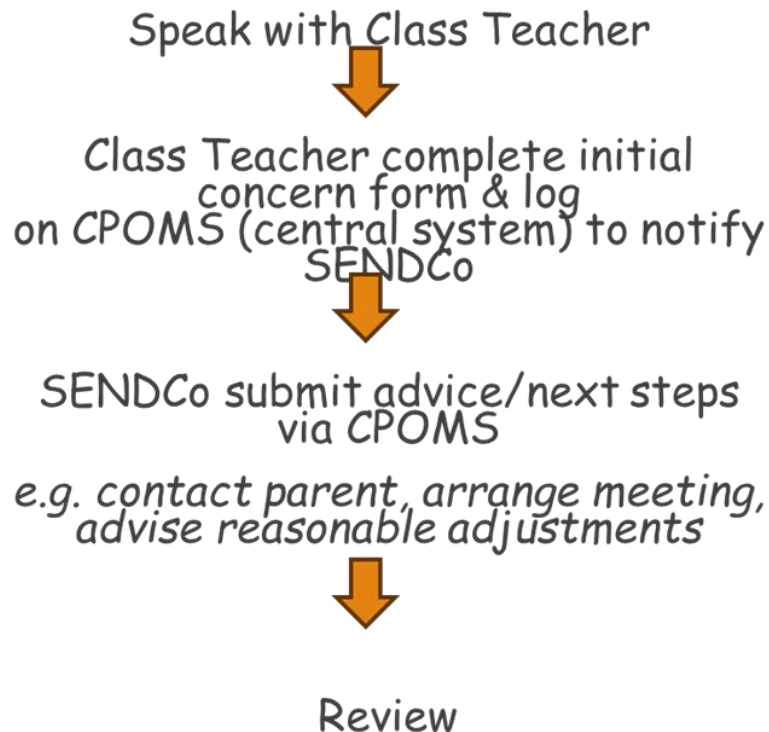 Speak with Class Teacher
Class Teacher complete initial
concern form & log
on CPOMS (central system) to notify
SENDCo
SENDCo submit advice/next steps
via CPOMS
e.g. contact parent, arrange meeting,
advise reasonable adjustments
Review